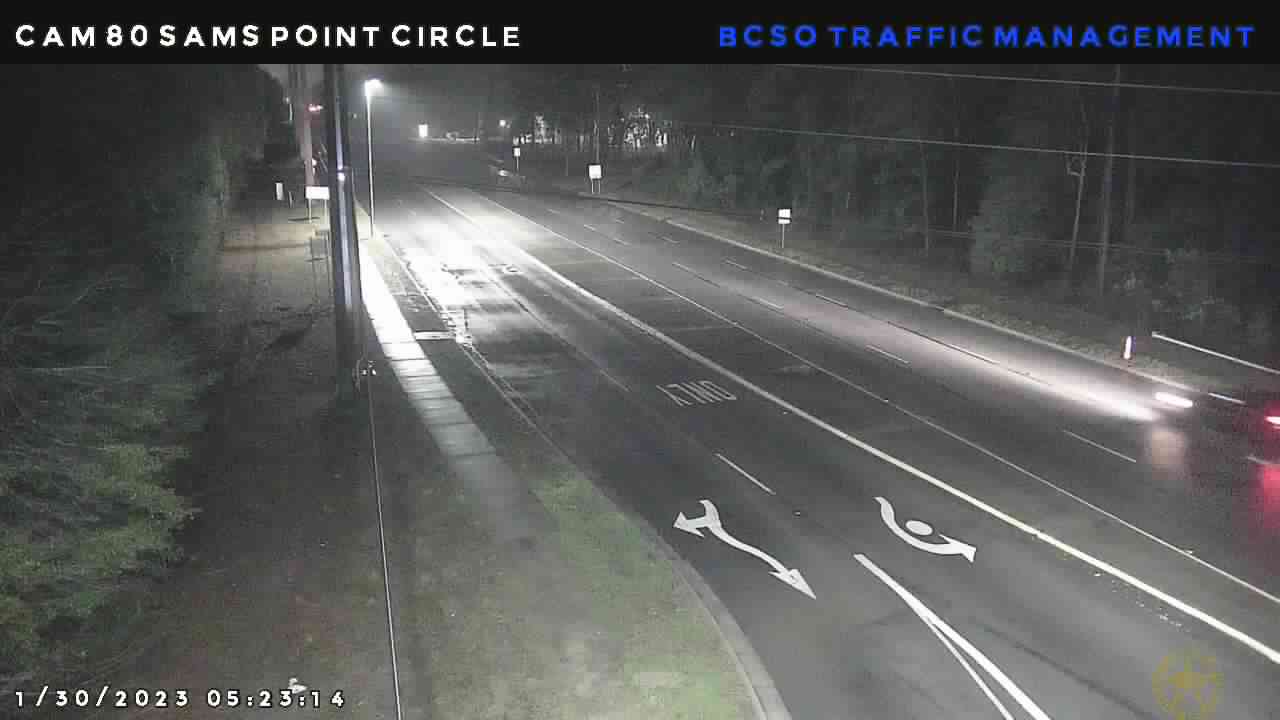 CAM 80 SAMS POINT CIRCLE
BCSO TRAFFIC MANAGEMENT
ONLY
1/30/2023 05:23:14